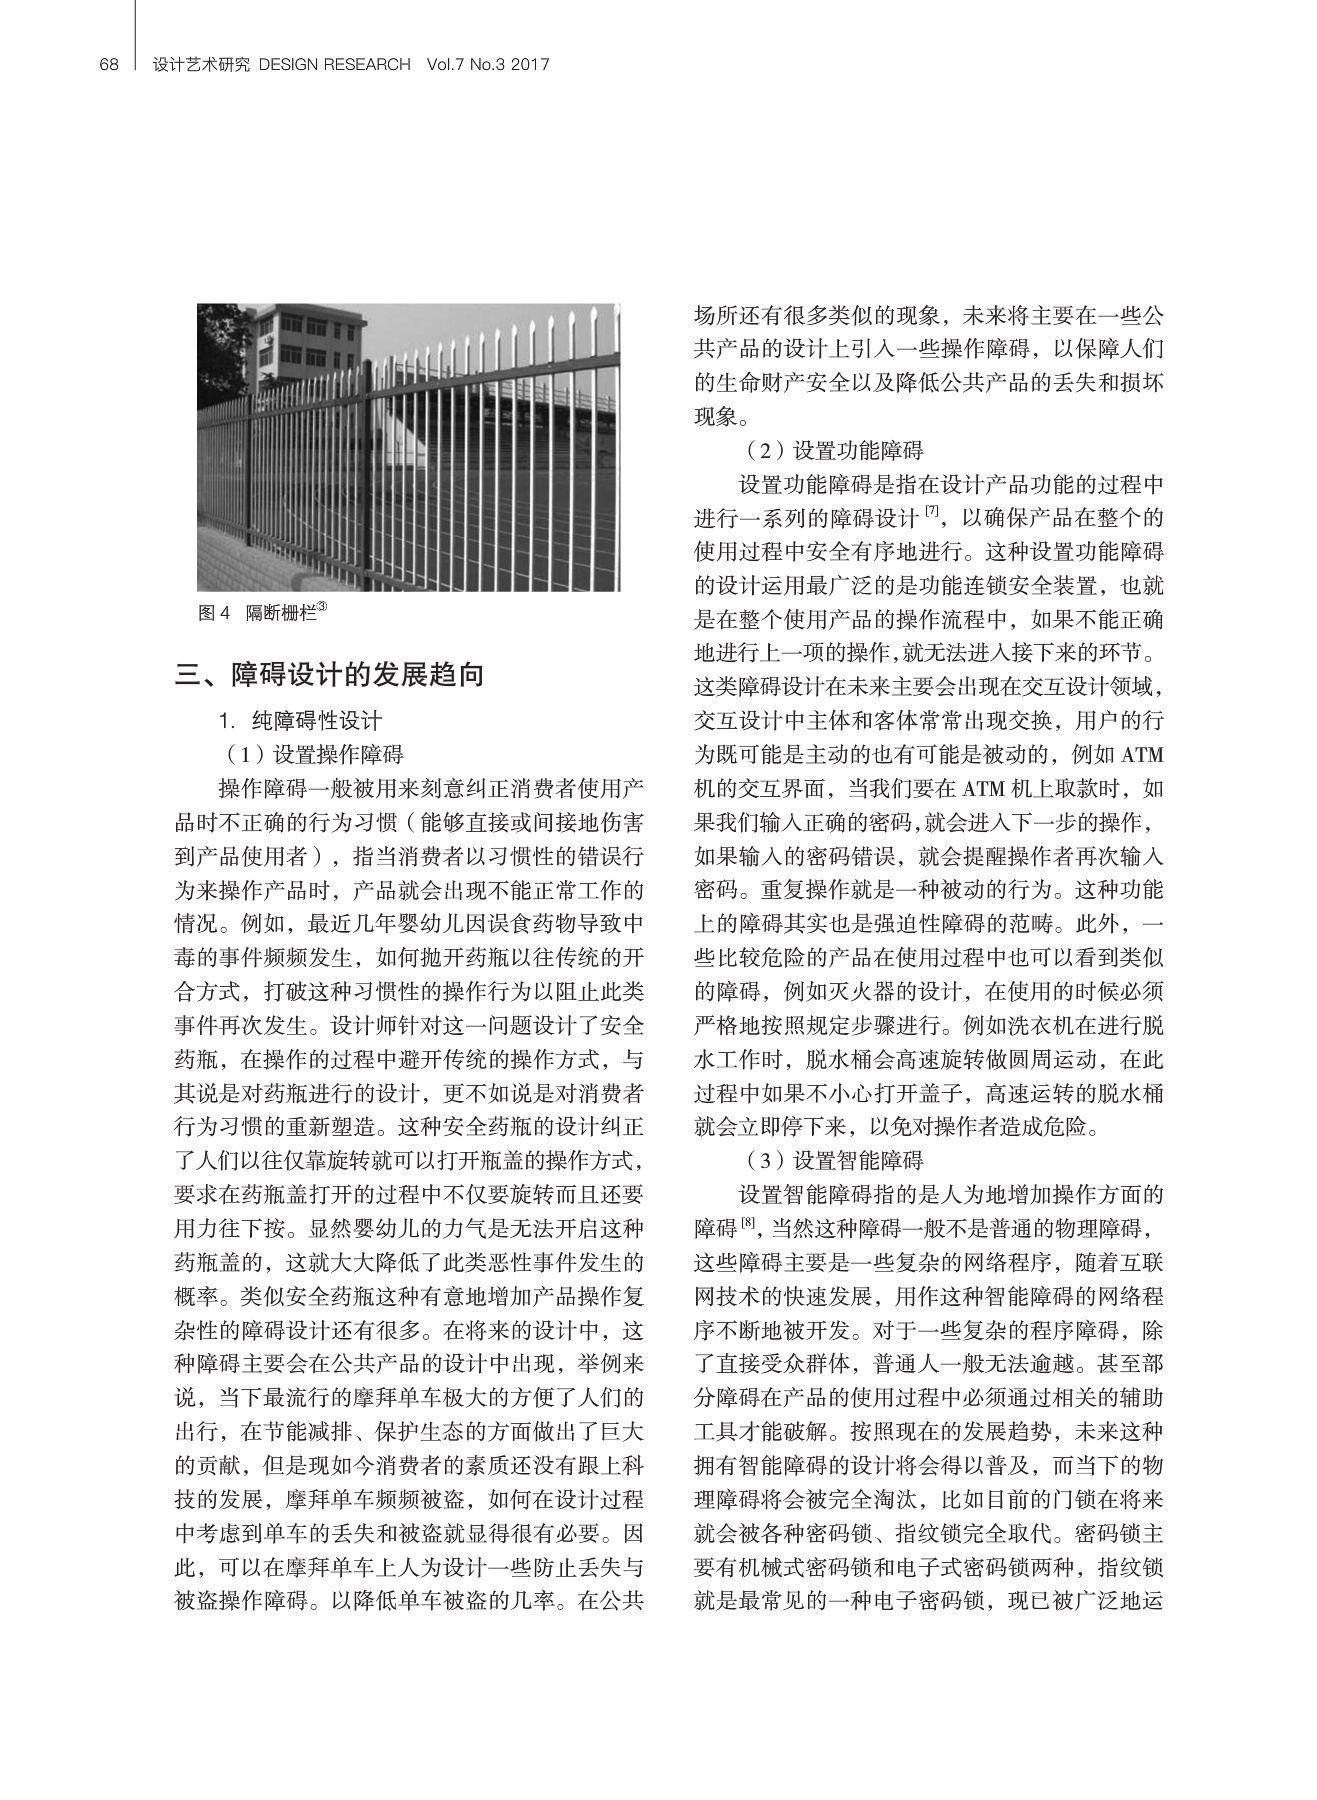 68 设计艺术研究 DESIGN RESEARCH Vol.7 No.3 2017
图 4 隔断栅栏③
三、障碍设计的发展趋向
1. 纯障碍性设计
（1）设置操作障碍
操作障碍一般被用来刻意纠正消费者使用产
品时不正确的行为习惯（能够直接或间接地伤害
到产品使用者），指当消费者以习惯性的错误行
为来操作产品时，产品就会出现不能正常工作的
情况。例如，最近几年婴幼儿因误食药物导致中
毒的事件频频发生，如何抛开药瓶以往传统的开
合方式，打破这种习惯性的操作行为以阻止此类
事件再次发生。设计师针对这一问题设计了安全
药瓶，在操作的过程中避开传统的操作方式，与
其说是对药瓶进行的设计，更不如说是对消费者
行为习惯的重新塑造。这种安全药瓶的设计纠正
了人们以往仅靠旋转就可以打开瓶盖的操作方式，
要求在药瓶盖打开的过程中不仅要旋转而且还要
用力往下按。显然婴幼儿的力气是无法开启这种
药瓶盖的，这就大大降低了此类恶性事件发生的
概率。类似安全药瓶这种有意地增加产品操作复
杂性的障碍设计还有很多。在将来的设计中，这
种障碍主要会在公共产品的设计中出现，举例来
说，当下最流行的摩拜单车极大的方便了人们的
出行，在节能减排、保护生态的方面做出了巨大
的贡献，但是现如今消费者的素质还没有跟上科
技的发展，摩拜单车频频被盗，如何在设计过程
中考虑到单车的丢失和被盗就显得很有必要。因
此，可以在摩拜单车上人为设计一些防止丢失与
被盗操作障碍。以降低单车被盗的几率。在公共
场所还有很多类似的现象，未来将主要在一些公
共产品的设计上引入一些操作障碍，以保障人们
的生命财产安全以及降低公共产品的丢失和损坏
现象。
（2）设置功能障碍
设置功能障碍是指在设计产品功能的过程中
进行一系列的障碍设计 [7]，以确保产品在整个的
使用过程中安全有序地进行。这种设置功能障碍
的设计运用最广泛的是功能连锁安全装置，也就
是在整个使用产品的操作流程中，如果不能正确
地进行上一项的操作,就无法进入接下来的环节。
这类障碍设计在未来主要会出现在交互设计领域，
交互设计中主体和客体常常出现交换，用户的行
为既可能是主动的也有可能是被动的，例如 ATM
机的交互界面，当我们要在 ATM 机上取款时，如
果我们输入正确的密码,就会进入下一步的操作，
如果输入的密码错误，就会提醒操作者再次输入
密码。重复操作就是一种被动的行为。这种功能
上的障碍其实也是强迫性障碍的范畴。此外，一
些比较危险的产品在使用过程中也可以看到类似
的障碍，例如灭火器的设计，在使用的时候必须
严格地按照规定步骤进行。例如洗衣机在进行脱
水工作时，脱水桶会高速旋转做圆周运动，在此
过程中如果不小心打开盖子，高速运转的脱水桶
就会立即停下来，以免对操作者造成危险。
（3）设置智能障碍
设置智能障碍指的是人为地增加操作方面的
障碍 [8]，当然这种障碍一般不是普通的物理障碍，
这些障碍主要是一些复杂的网络程序，随着互联
网技术的快速发展，用作这种智能障碍的网络程
序不断地被开发。对于一些复杂的程序障碍，除
了直接受众群体，普通人一般无法逾越。甚至部
分障碍在产品的使用过程中必须通过相关的辅助
工具才能破解。按照现在的发展趋势，未来这种
拥有智能障碍的设计将会得以普及，而当下的物
理障碍将会被完全淘汰，比如目前的门锁在将来
就会被各种密码锁、指纹锁完全取代。密码锁主
要有机械式密码锁和电子式密码锁两种，指纹锁
就是最常见的一种电子密码锁，现已被广泛地运